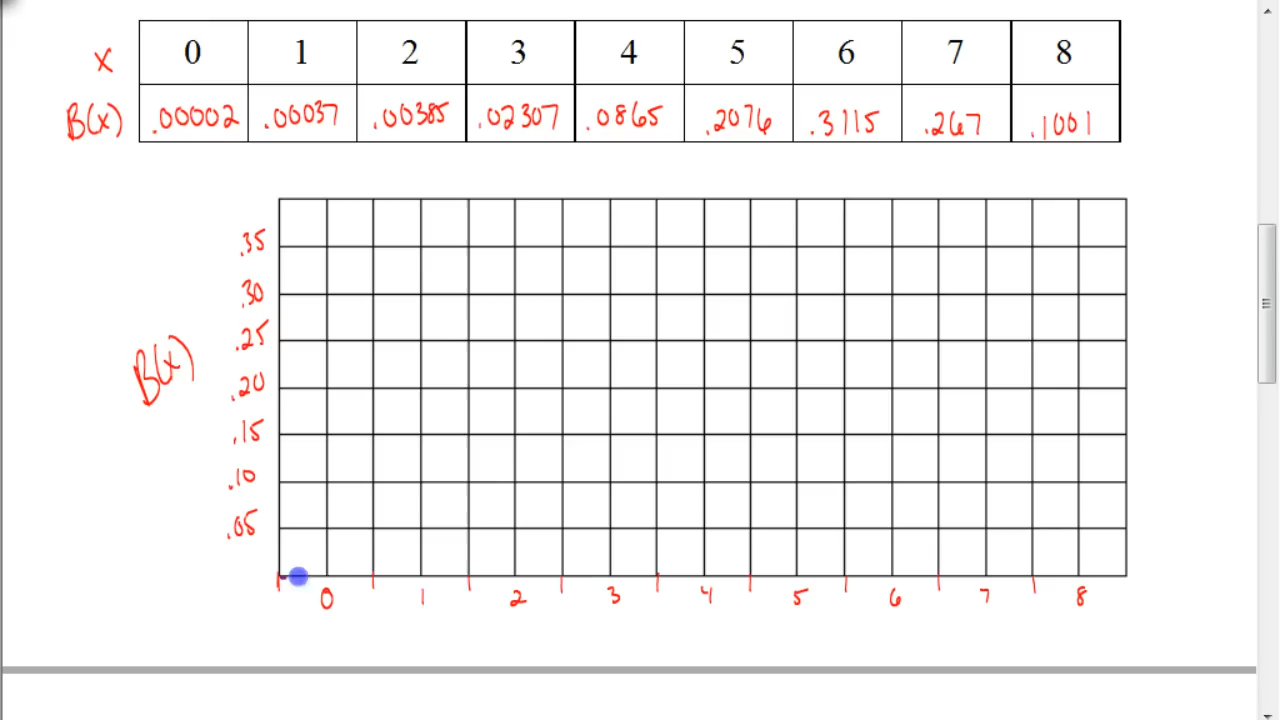 x 0 1 2 3 4 5 6 7 8
B(x) .00002 .00037 .00385 .02307 .0865 .2076 .3115 .267 .1001
.35
.30
.25
B(x)
.20
.15
.10
.05
0 1 2 3 4 5 6 7 8